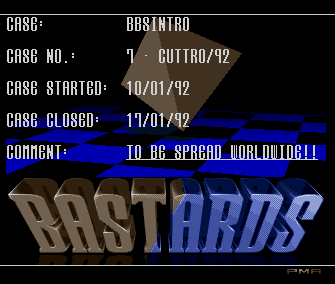 CASE: BBSINTRO
CASE NO.: 7 - CUTTRO/92
CASE STARTED: 10/01/92
CASE CLOSED: 17/01/92
COMMENT: TO BE SPREAD WORLDWIDE!!
BASTARDS
PMA